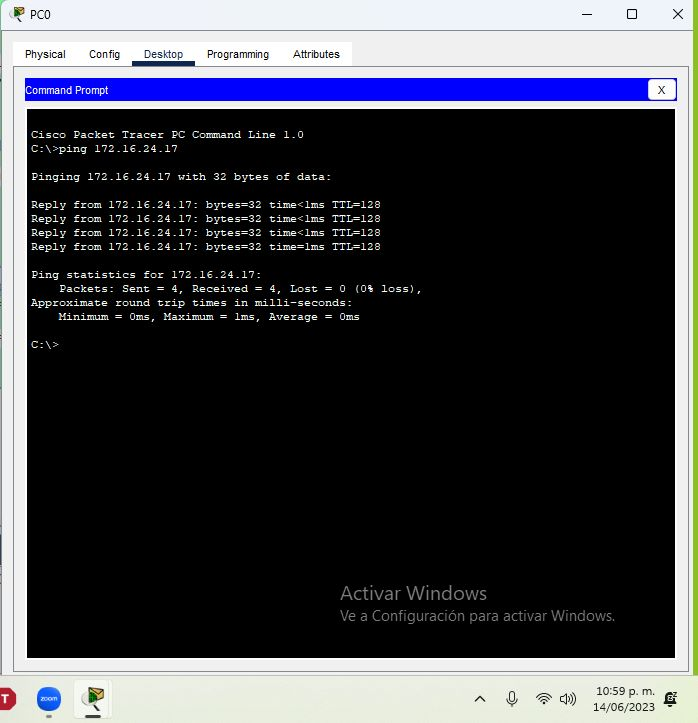 PC0
Physical Config Desktop Programming Attributes
Command Prompt X
Cisco Packet Tracer PC Command Line 1.0
C:\>ping 172.16.24.17
Pinging 172.16.24.17 with 32 bytes of data:
Reply from 172.16.24.17: bytes=32 time<1ms TTL=128
Reply from 172.16.24.17: bytes=32 time<1ms TTL=128
Reply from 172.16.24.17: bytes=32 time<1ms TTL=128
Reply from 172.16.24.17: bytes=32 time=1ms TTL=128
Ping statistics for 172.16.24.17:
Packets: Sent = 4, Received = 4, Lost = 0 (0% loss),
Approximate round trip times in milli-seconds:
Minimum = 0ms, Maximum = 1ms, Average = 0ms
C:\>
Activar Windows
Ve a Configuración para activar Windows.
T zoom 10:59 p. m.
14/06/2023